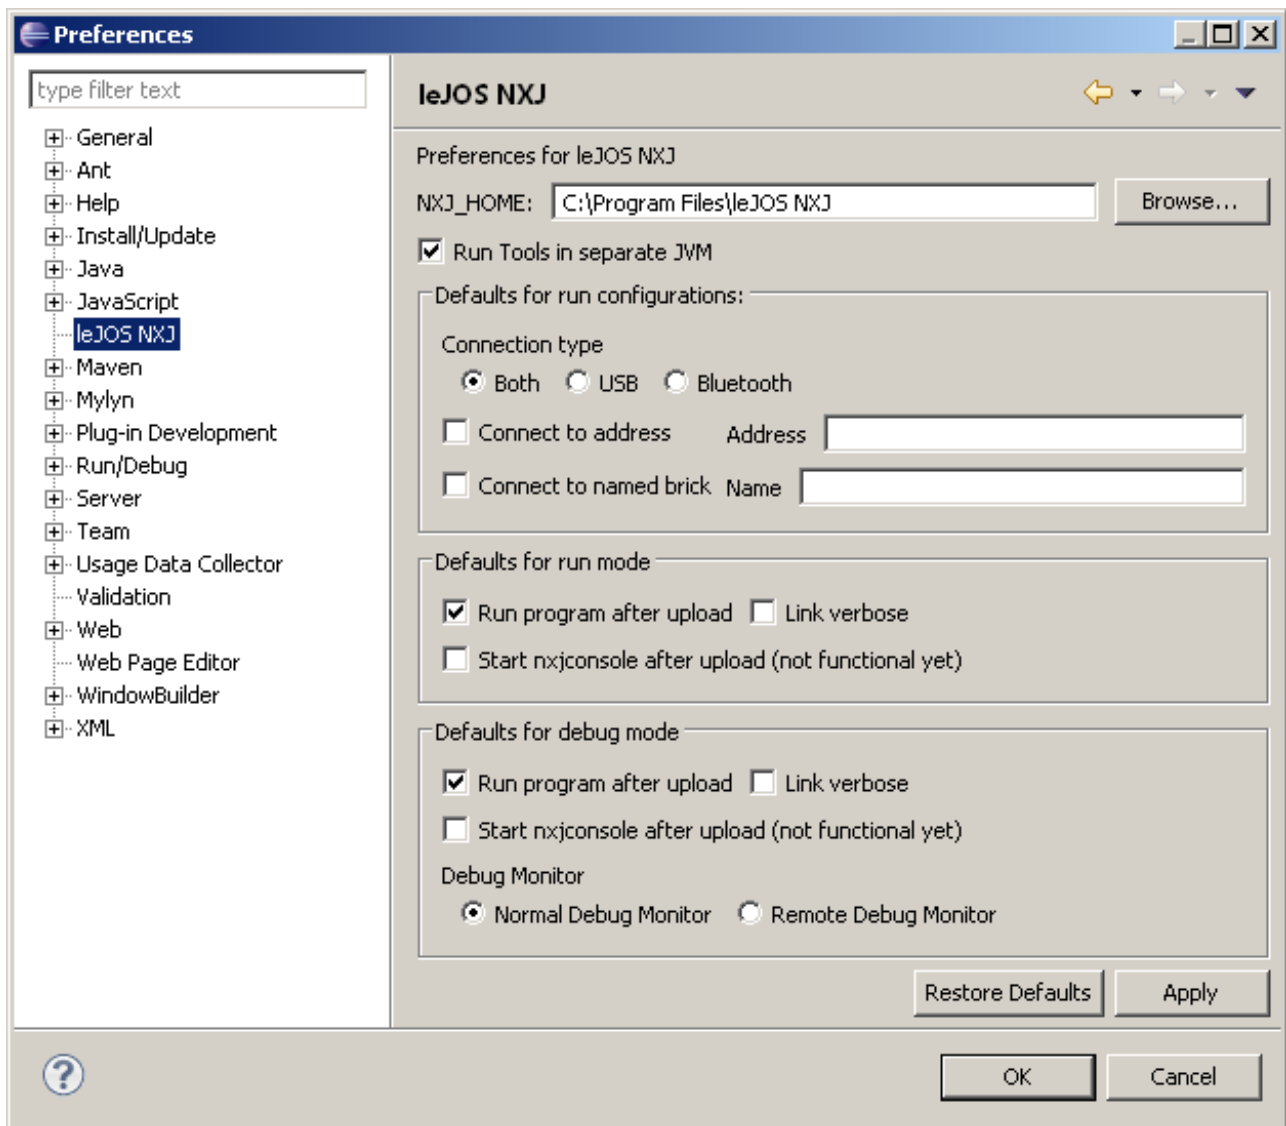 Preferences
type filter text
General
Ant
Help
Install/Update
Java
JavaScript
leJOS NXJ
Maven
Mylyn
Plug-in Development
Run/Debug
Server
Team
Usage Data Collector
Validation
Web
Web Page Editor
WindowBuilder
XML
leJOS NXJ
Preferences for leJOS NXJ
NXJ_HOME: C:\Program Files\leJOS NXJ Browse...
Run Tools in separate JVM
Defaults for run configurations:
Connection type
Both USB Bluetooth
Connect to address Address
Connect to named brick Name
Defaults for run mode
Run program after upload Link verbose
Start nxjconsole after upload (not functional yet)
Defaults for debug mode
Run program after upload Link verbose
Start nxjconsole after upload (not functional yet)
Debug Monitor
Normal Debug Monitor Remote Debug Monitor
Restore Defaults Apply
? OK Cancel